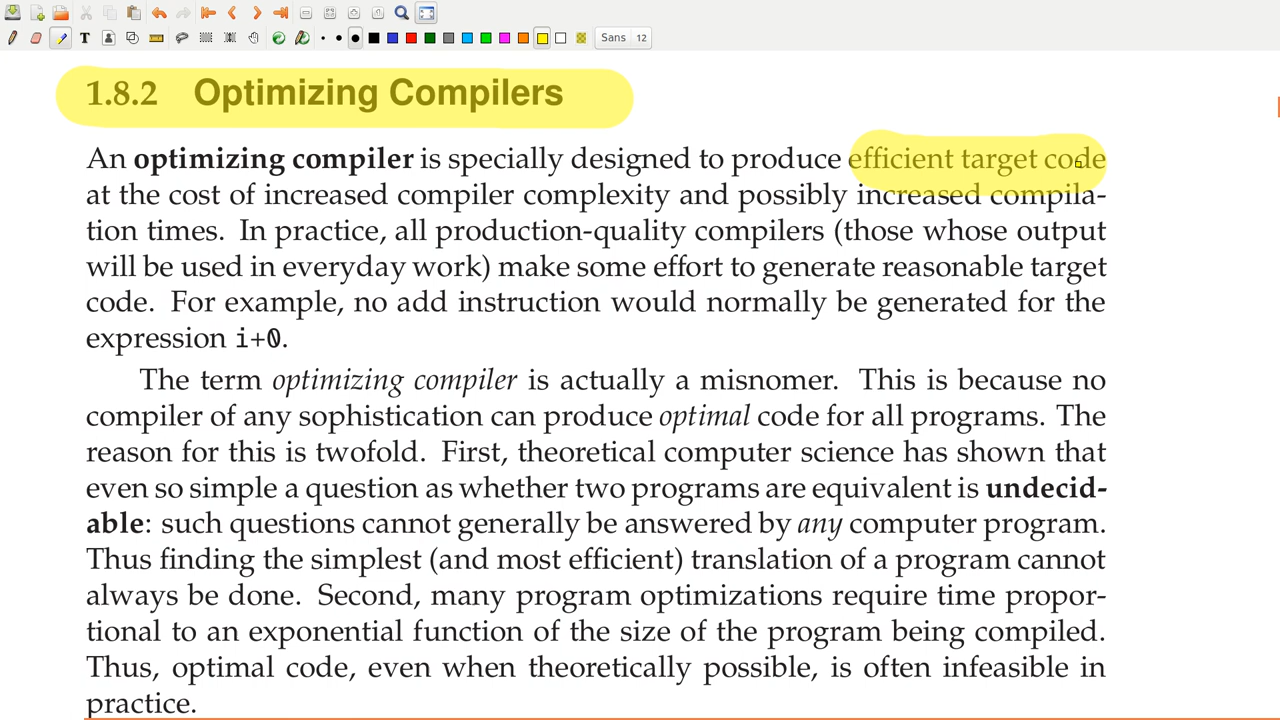 Sans 12
1.8.2 Optimizing Compilers
An optimizing compiler is specially designed to produce efficient target code
at the cost of increased compiler complexity and possibly increased compila-
tion times. In practice, all production-quality compilers (those whose output
will be used in everyday work) make some effort to generate reasonable target
code. For example, no add instruction would normally be generated for the
expression i+0.
The term optimizing compiler is actually a misnomer. This is because no
compiler of any sophistication can produce optimal code for all programs. The
reason for this is twofold. First, theoretical computer science has shown that
even so simple a question as whether two programs are equivalent is undecid-
able: such questions cannot generally be answered by any computer program.
Thus finding the simplest (and most efficient) translation of a program cannot
always be done. Second, many program optimizations require time propor-
tional to an exponential function of the size of the program being compiled.
Thus, optimal code, even when theoretically possible, is often infeasible in
practice.